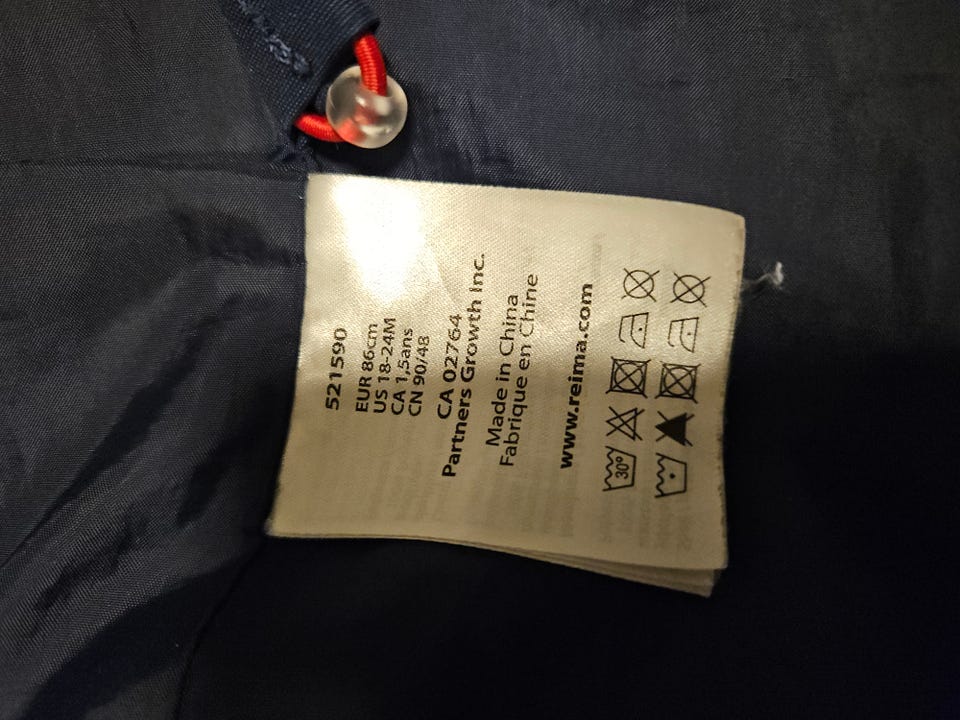 521590
EUR 86cm
US 18-24M
CA 1,5ans
CN 90/48
CA 02764
Partners Growth Inc.
Made in China
Fabrique en Chine
www.reima.com
30°